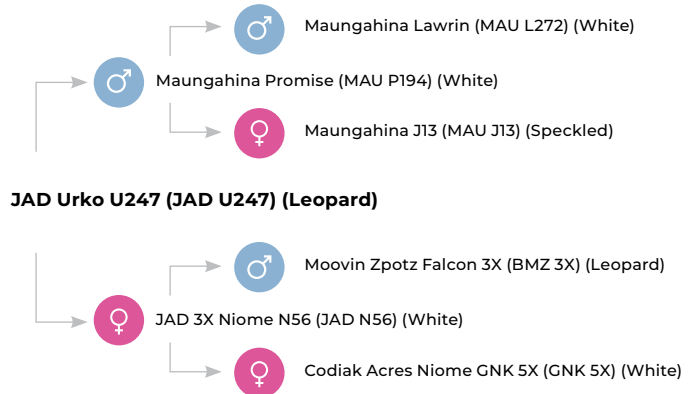 Maungahina Lawrin (MAU L272) (White)
Maungahina Promise (MAU P194) (White)
Maungahina J13 (MAU J13) (Speckled)
JAD Urko U247 (JAD U247) (Leopard)
Moovin Zpotz Falcon 3X (BMZ 3X) (Leopard)
JAD 3X Niome N56 (JAD N56) (White)
Codiak Acres Niome GNK 5X (GNK 5X) (White)